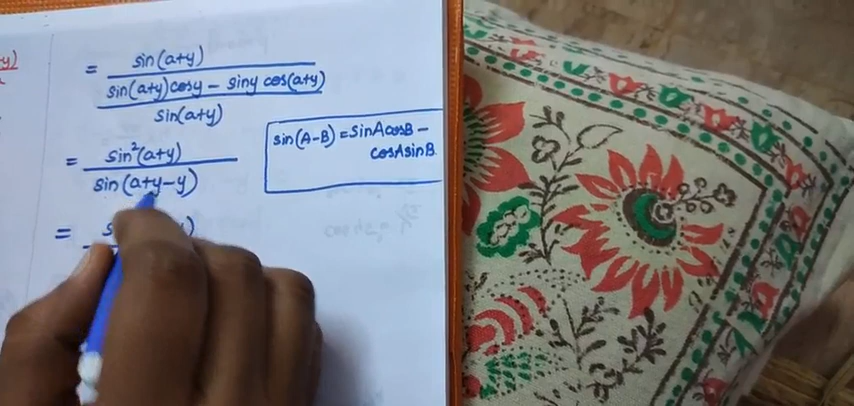 y)
= sin(a+y)
sin(a+y)cosy - siny cos(a+y)
sin(a+y)
sin(A-B) = sinAcosB -
cosAsinB.
= sin²(a+y)
sin(a+y-y)
=